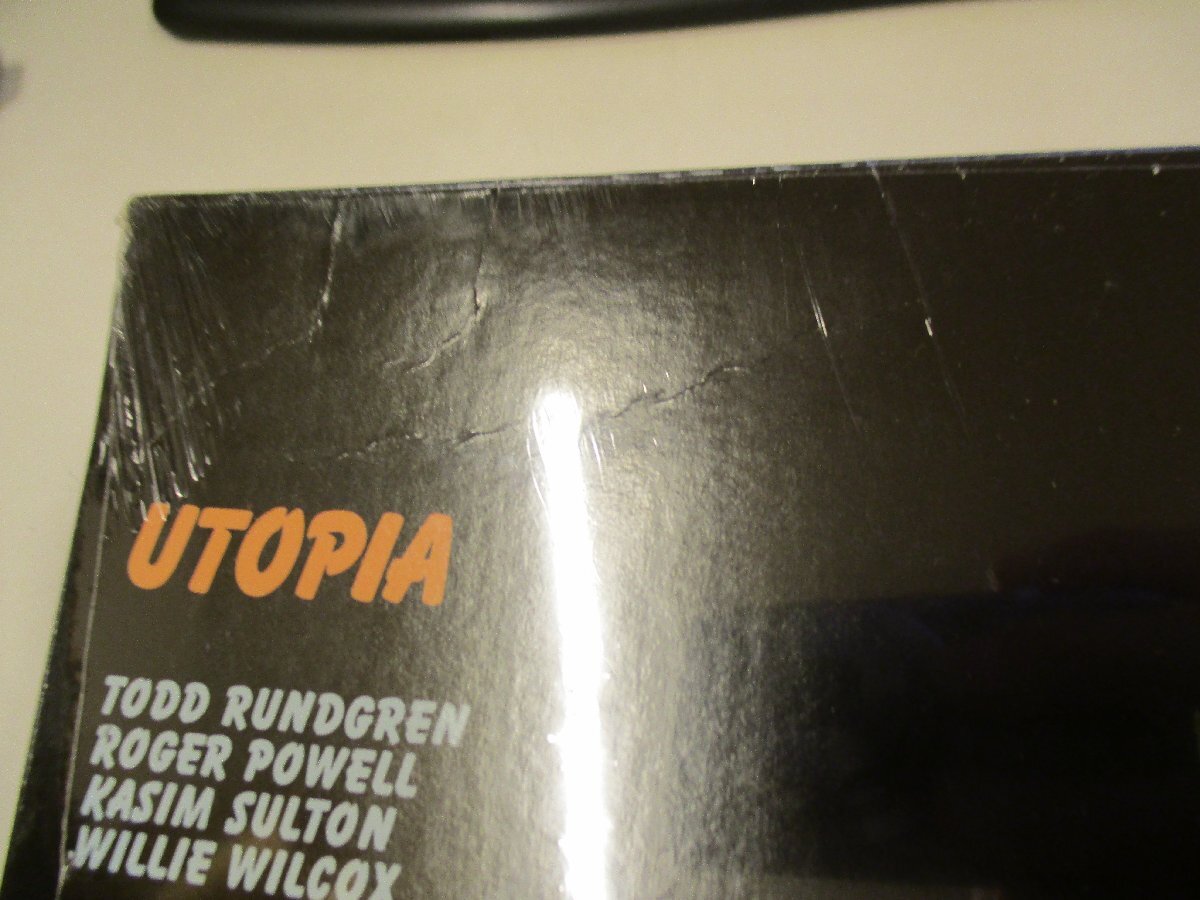 UTOPIA
TODD RUNDGREN
ROGER POWELL
KASIM SULTON
WILLIE WILCOX